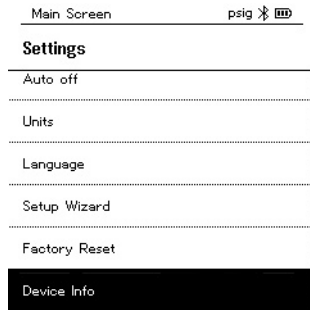 Main Screen psig
Settings
Auto off
Units
Language
Setup Wizard
Factory Reset
Device Info